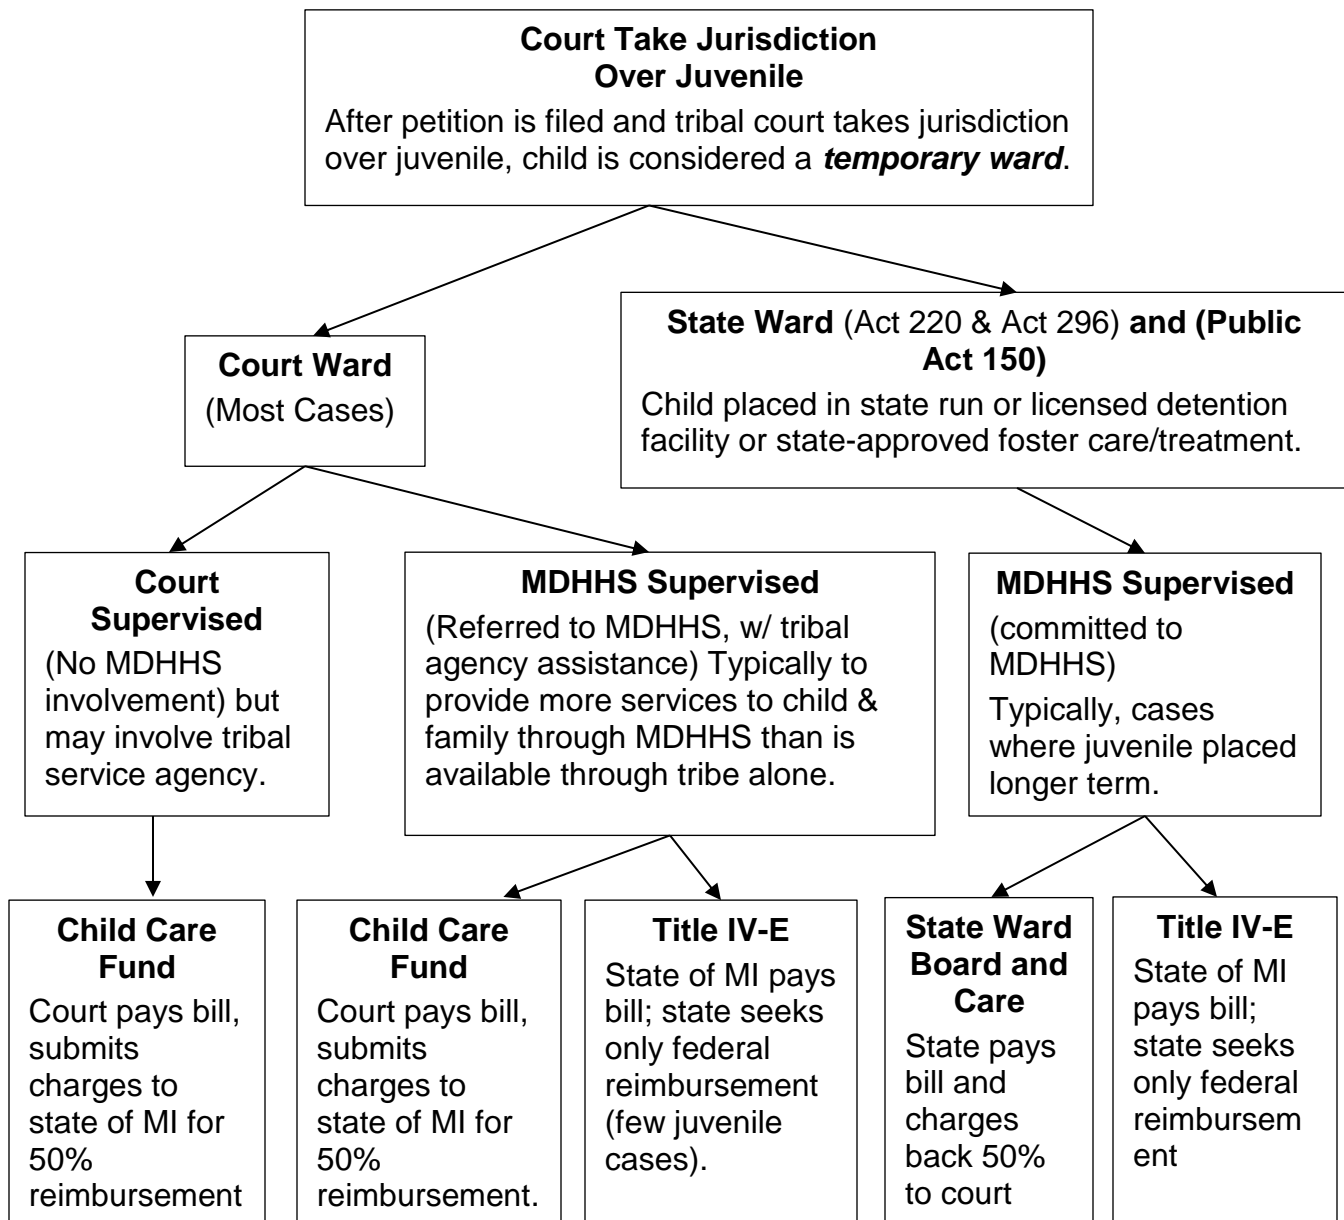 Court Take Jurisdiction
Over Juvenile
After petition is filed and tribal court takes jurisdiction
over juvenile, child is considered a temporary ward.
Court Ward
(Most Cases)
State Ward (Act 220 & Act 296) and (Public
Act 150)
Child placed in state run or licensed detention
facility or state-approved foster care/treatment.
Court
Supervised
(No MDHHS
involvement) but
may involve tribal
service agency.
MDHHS Supervised
(Referred to MDHHS, w/ tribal
agency assistance) Typically to
provide more services to child &
family through MDHHS than is
available through tribe alone.
MDHHS Supervised
(committed to
MDHHS)
Typically, cases
where juvenile placed
longer term.
Child Care
Fund
Court pays bill,
submits
charges to
state of MI for
50%
reimbursement
Child Care
Fund
Court pays bill,
submits
charges to
state of MI for
50%
reimbursement.
Title IV-E
State of MI pays
bill; state seeks
only federal
reimbursement
(few juvenile
cases).
State Ward
Board and
Care
State pays
bill and
charges
back 50%
to court
Title IV-E
State of MI
pays bill;
state seeks
only federal
reimbursem
ent